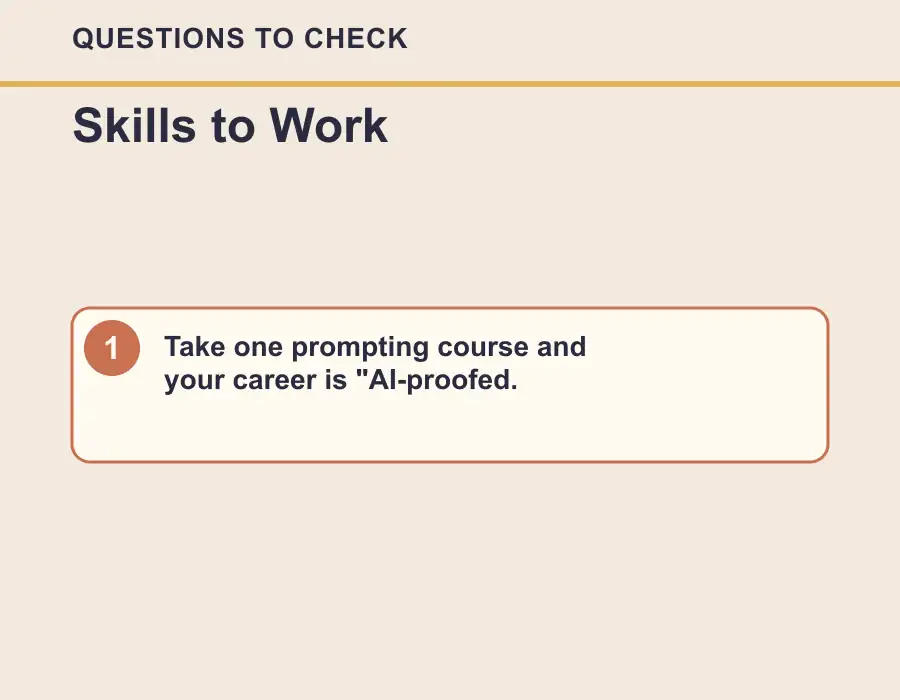 QUESTIONS TO CHECK
Skills to Work
1
Take one prompting course and
your career is "AI-proofed.